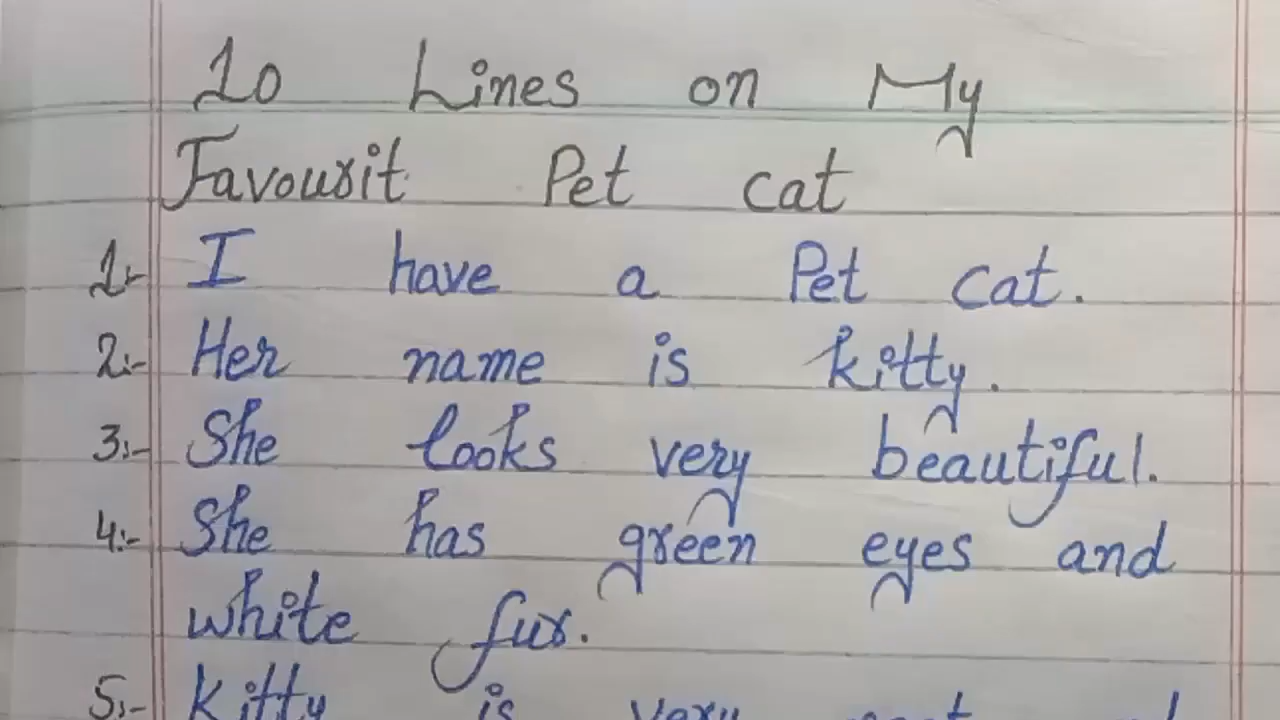 10 Lines on My
Favourit Pet cat
1:- I have a Pet cat.
2:- Her name is kitty.
3:- She looks very beautiful.
4:- She has green eyes and
white fur.
5:- Kitty is very